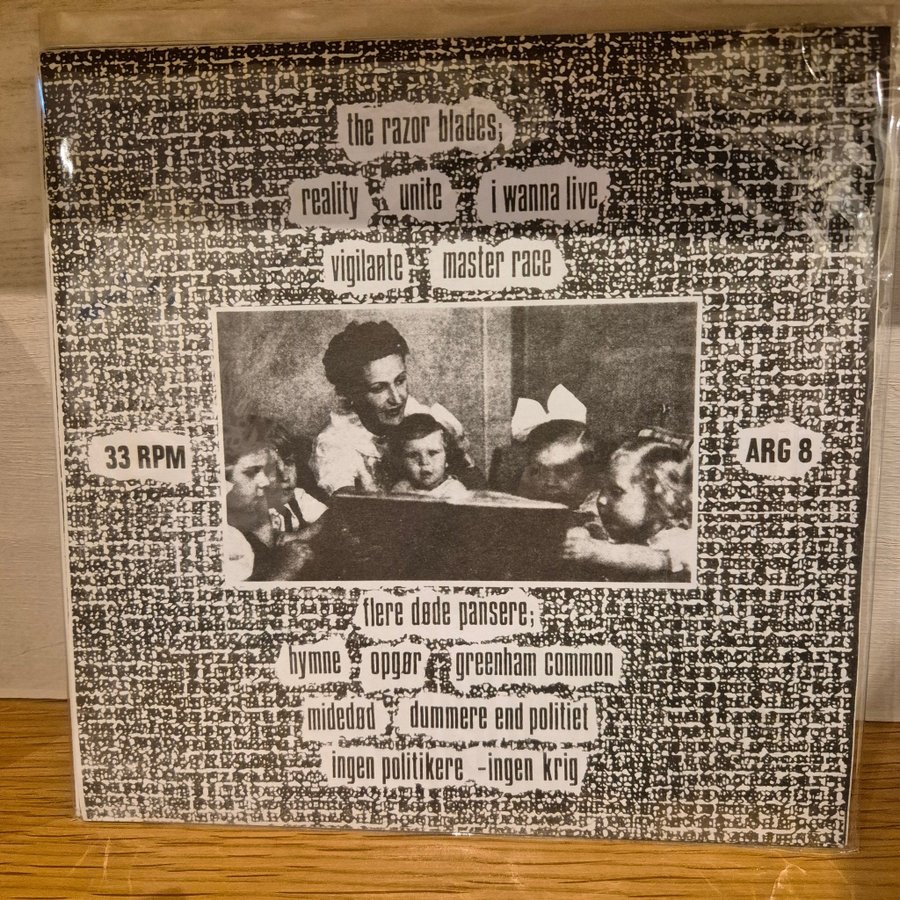 the razor blades;
reality unite i wanna live
vigilante master race
33 RPM
ARG 8
flere døde pansere;
hymne opgør greenham common
midedød dummere end politiet
ingen politikere -ingen krig